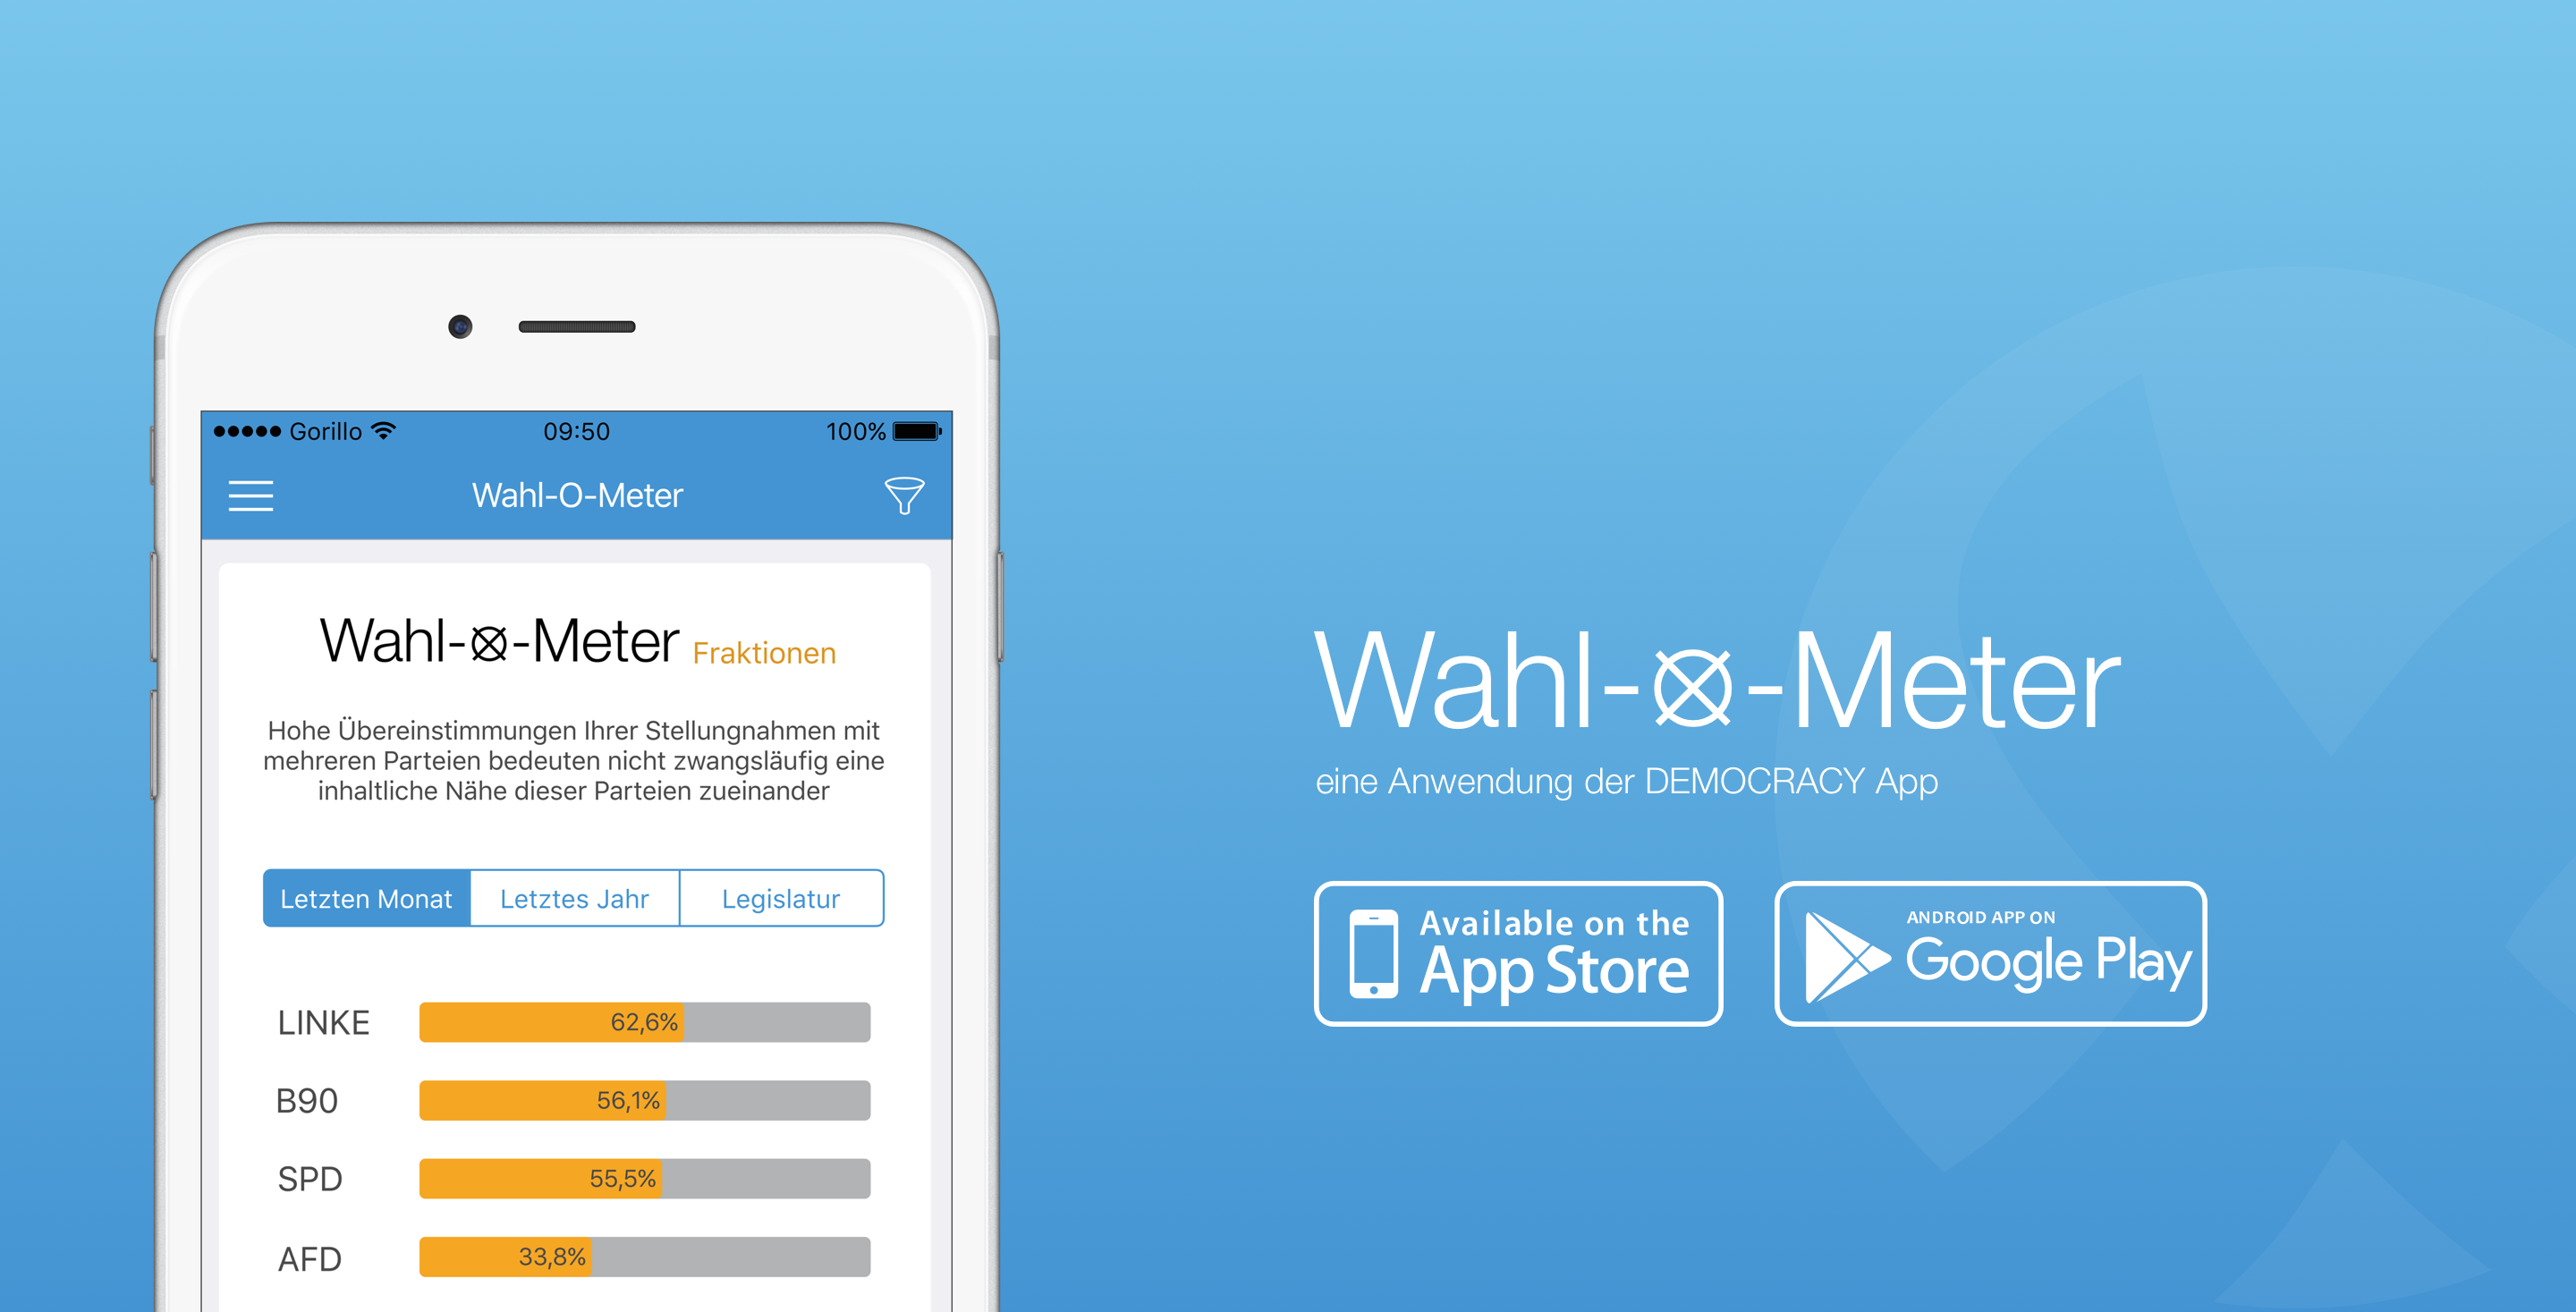 Gorillo 09:50 100%
Wahl-O-Meter
Wahl-O-Meter Fraktionen
Hohe Übereinstimmungen Ihrer Stellungnahmen mit
mehreren Parteien bedeuten nicht zwangsläufig eine
inhaltliche Nähe dieser Parteien zueinander
Letzten Monat Letztes Jahr Legislatur
LINKE 62,6%
B90 56,1%
SPD 55,5%
AFD 33,8%
Wahl-O-Meter
eine Anwendung der DEMOCRACY App
Available on the
App Store
ANDROID APP ON
Google Play